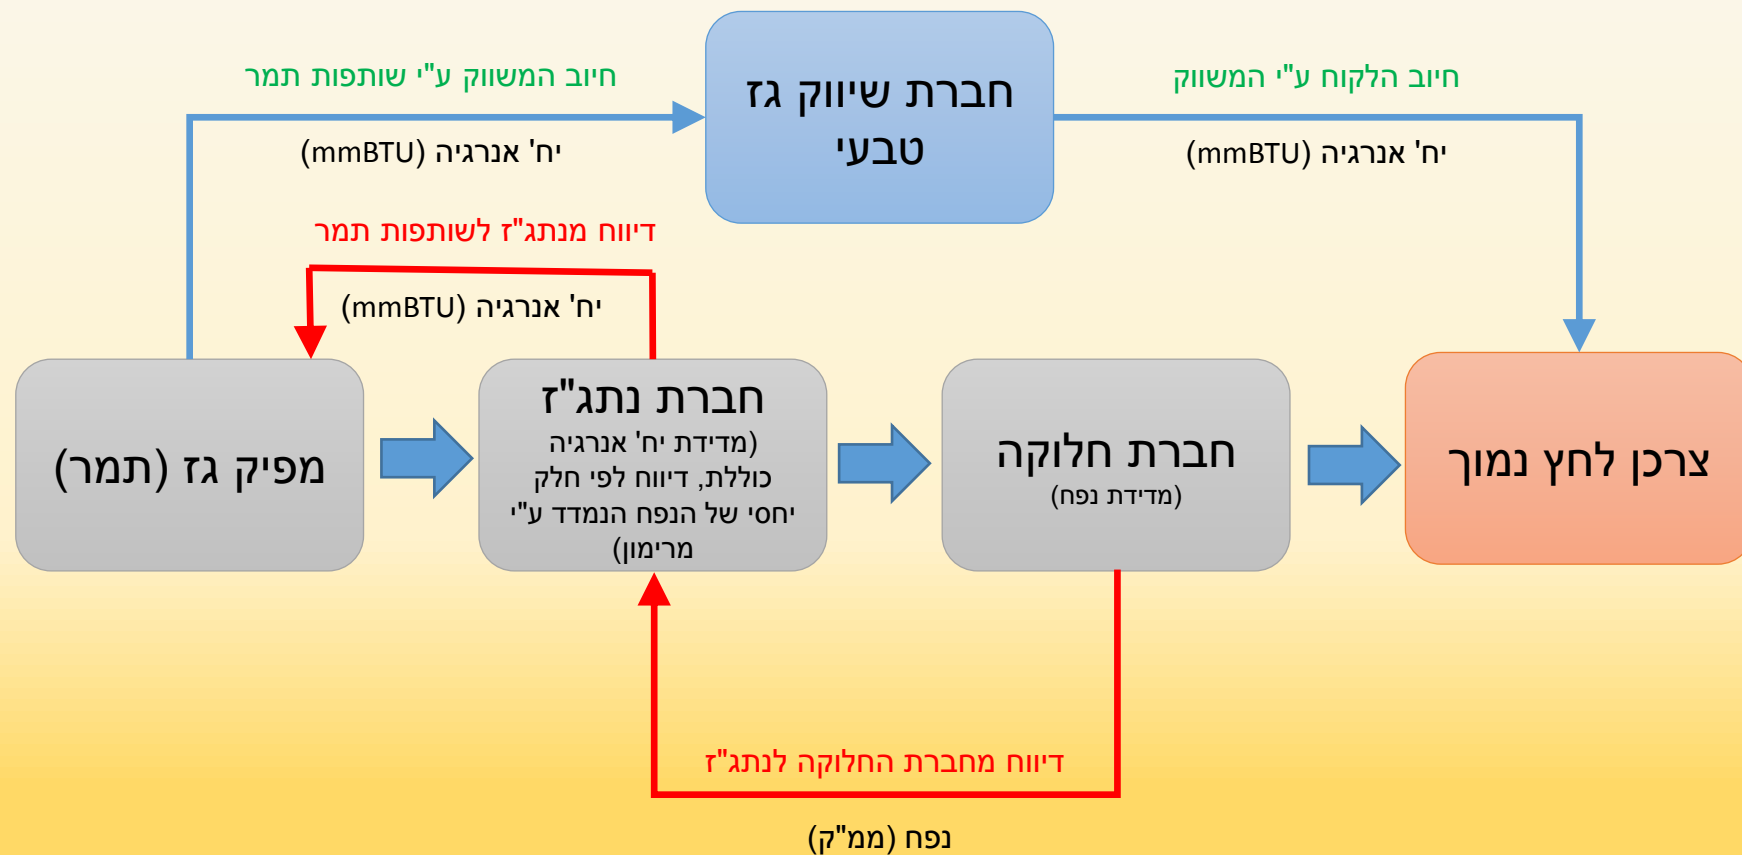 חברת שיווק גז
טבעי
חיוב הלקוח ע"י המשווק
יח' אנרגיה (mmBTU)
חיוב המשווק ע"י שותפות תמר
יח' אנרגיה (mmBTU)
דיווח מנתג"ז לשותפות תמר
יח' אנרגיה (mmBTU)
צרכן לחץ נמוך
חברת חלוקה
(מדידת נפח)
חברת נתג"ז
(מדידת יח' אנרגיה
כוללת, דיווח לפי חלק
יחסי של הנפח הנמדד ע"י
מרימון)
מפיק גז (תמר)
דיווח מחברת החלוקה לנתג"ז
נפח (ממ"ק)